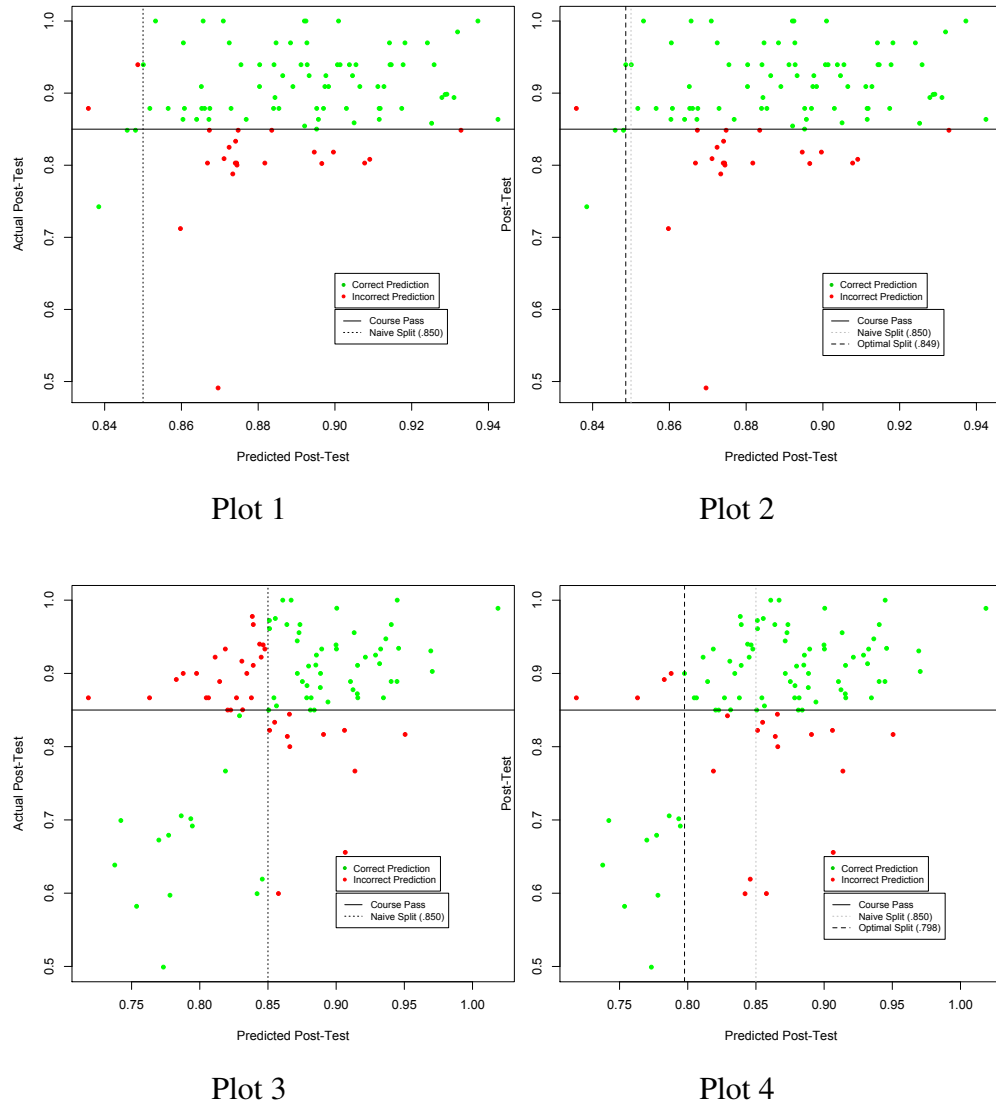 Actual Post-Test
1.0
0.9
0.8
0.7
0.6
0.5
Correct Prediction
Incorrect Prediction
Course Pass
Naive Split (.850)
0.84 0.86 0.88 0.90 0.92 0.94
Predicted Post-Test
Plot 1
Post-Test
1.0
0.9
0.8
0.7
0.6
0.5
Correct Prediction
Incorrect Prediction
Course Pass
Naive Split (.850)
Optimal Split (.849)
0.84 0.86 0.88 0.90 0.92 0.94
Predicted Post-Test
Plot 2
Actual Post-Test
1.0
0.9
0.8
0.7
0.6
0.5
Correct Prediction
Incorrect Prediction
Course Pass
Naive Split (.850)
0.75 0.80 0.85 0.90 0.95 1.00
Predicted Post-Test
Plot 3
Post-Test
1.0
0.9
0.8
0.7
0.6
0.5
Correct Prediction
Incorrect Prediction
Course Pass
Naive Split (.850)
Optimal Split (.798)
0.75 0.80 0.85 0.90 0.95 1.00
Predicted Post-Test
Plot 4